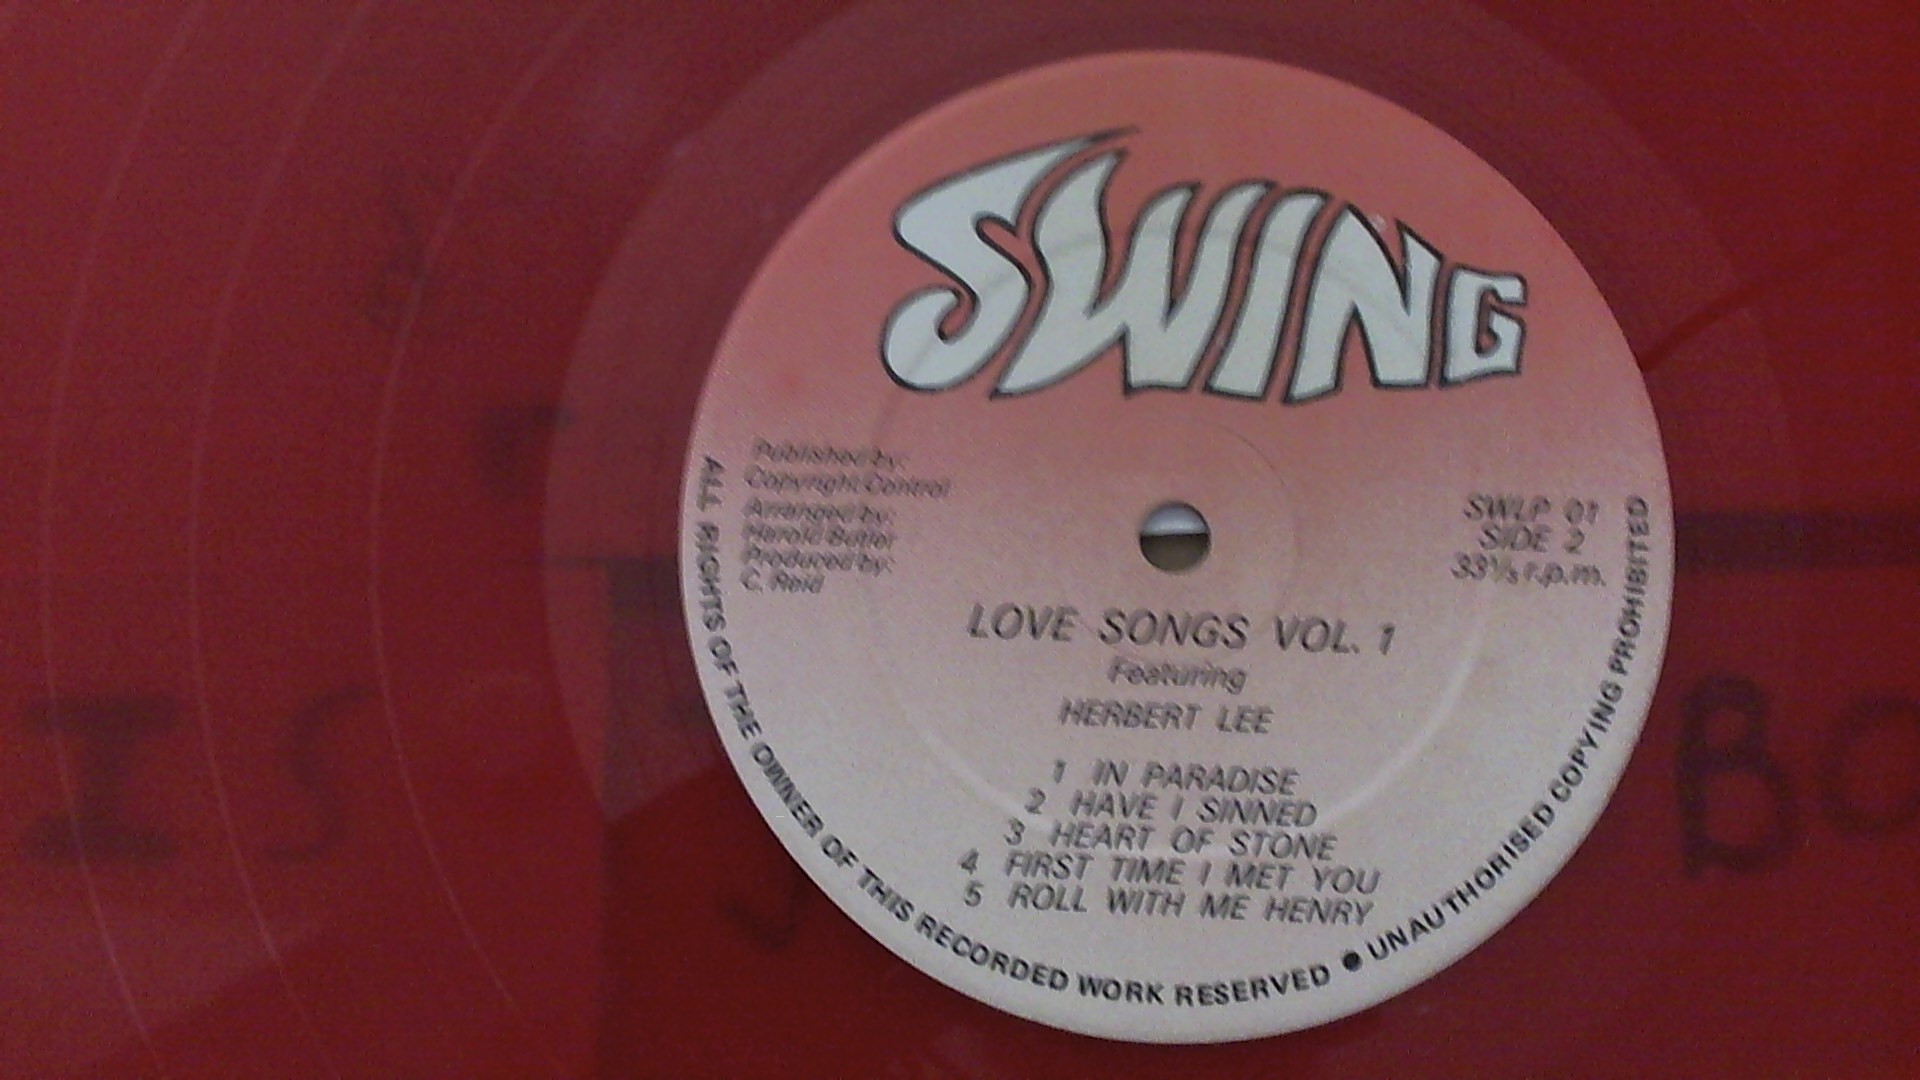 SWING
Published by:
Copyright Control
Arranged by:
Harold Butler
Produced by:
C. Reid
SWLP 01
SIDE 2
33⅓ r.p.m.
LOVE SONGS VOL. 1
Featuring
HERBERT LEE
1 IN PARADISE
2 HAVE I SINNED
3 HEART OF STONE
4 FIRST TIME I MET YOU
5 ROLL WITH ME HENRY
ALL RIGHTS OF THE OWNER OF THIS RECORDED WORK RESERVED ● UNAUTHORISED COPYING PROHIBITED
IS
BO